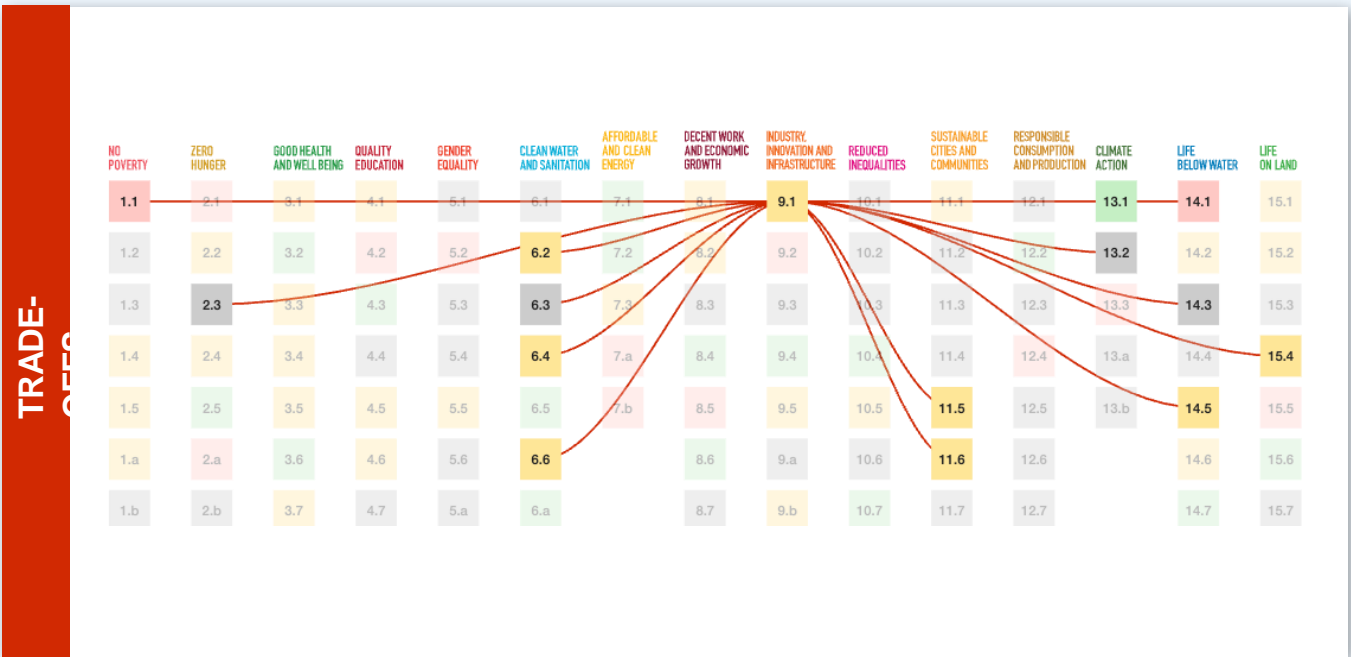 TRADE-
NO POVERTY
ZERO HUNGER
GOOD HEALTH AND WELL BEING
QUALITY EDUCATION
GENDER EQUALITY
CLEAN WATER AND SANITATION
AFFORDABLE AND CLEAN ENERGY
DECENT WORK AND ECONOMIC GROWTH
INDUSTRY, INNOVATION AND INFRASTRUCTURE
REDUCED INEQUALITIES
SUSTAINABLE CITIES AND COMMUNITIES
RESPONSIBLE CONSUMPTION AND PRODUCTION
CLIMATE ACTION
LIFE BELOW WATER
LIFE ON LAND
1.1 2.1 3.1 4.1 5.1 6.1 7.1 8.1 9.1 10.1 11.1 12.1 13.1 14.1 15.1
1.2 2.2 3.2 4.2 5.2 6.2 7.2 8.2 9.2 10.2 11.2 12.2 13.2 14.2 15.2
1.3 2.3 3.3 4.3 5.3 6.3 7.3 8.3 9.3 10.3 11.3 12.3 13.3 14.3 15.3
1.4 2.4 3.4 4.4 5.4 6.4 7.a 8.4 9.4 10.4 11.4 12.4 13.a 14.4 15.4
1.5 2.5 3.5 4.5 5.5 6.5 7.b 8.5 9.5 10.5 11.5 12.5 13.b 14.5 15.5
1.a 2.a 3.6 4.6 5.6 6.6 8.6 9.a 10.6 11.6 12.6 14.6 15.6
1.b 2.b 3.7 4.7 5.a 6.a 8.7 9.b 10.7 11.7 12.7 14.7 15.7